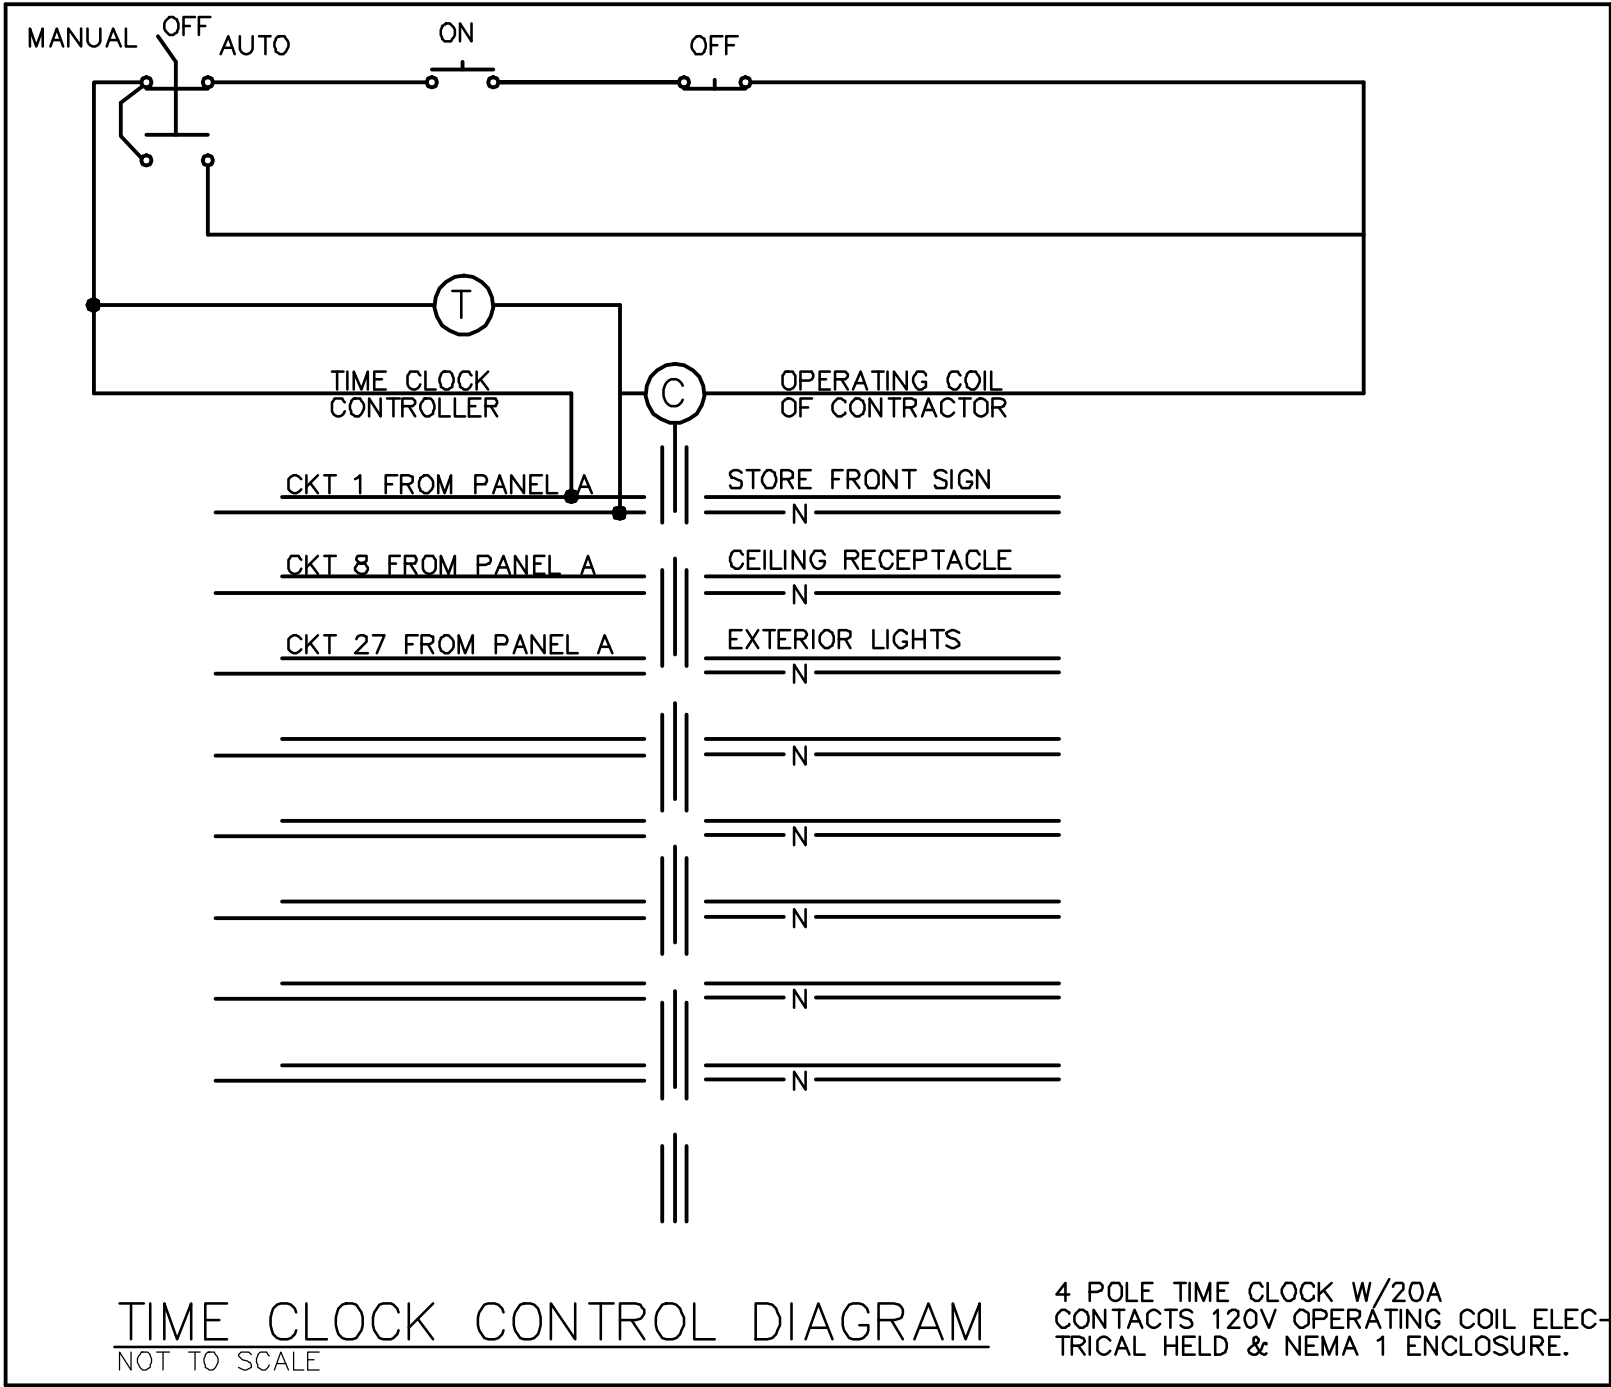 MANUAL OFF AUTO ON OFF
T
TIME CLOCK
CONTROLLER
C
OPERATING COIL
OF CONTRACTOR
CKT 1 FROM PANEL A STORE FRONT SIGN
N
CKT 8 FROM PANEL A CEILING RECEPTACLE
N
CKT 27 FROM PANEL A EXTERIOR LIGHTS
N
N
N
N
N
N
TIME CLOCK CONTROL DIAGRAM
NOT TO SCALE
4 POLE TIME CLOCK W/20A
CONTACTS 120V OPERATING COIL ELEC-
TRICAL HELD & NEMA 1 ENCLOSURE.